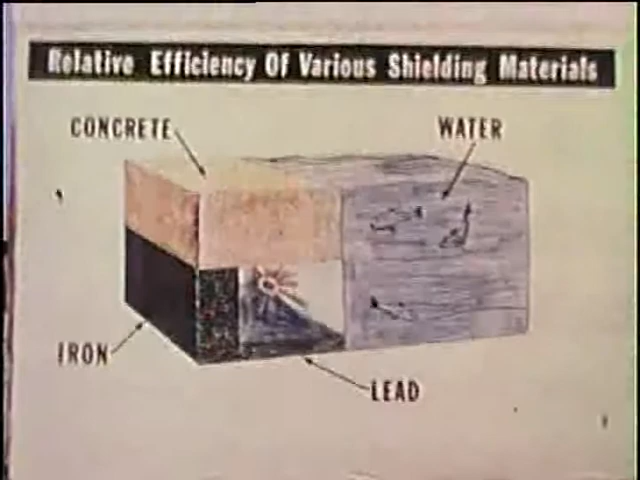 Relative Efficiency Of Various Shielding Materials
CONCRETE
WATER
IRON
LEAD